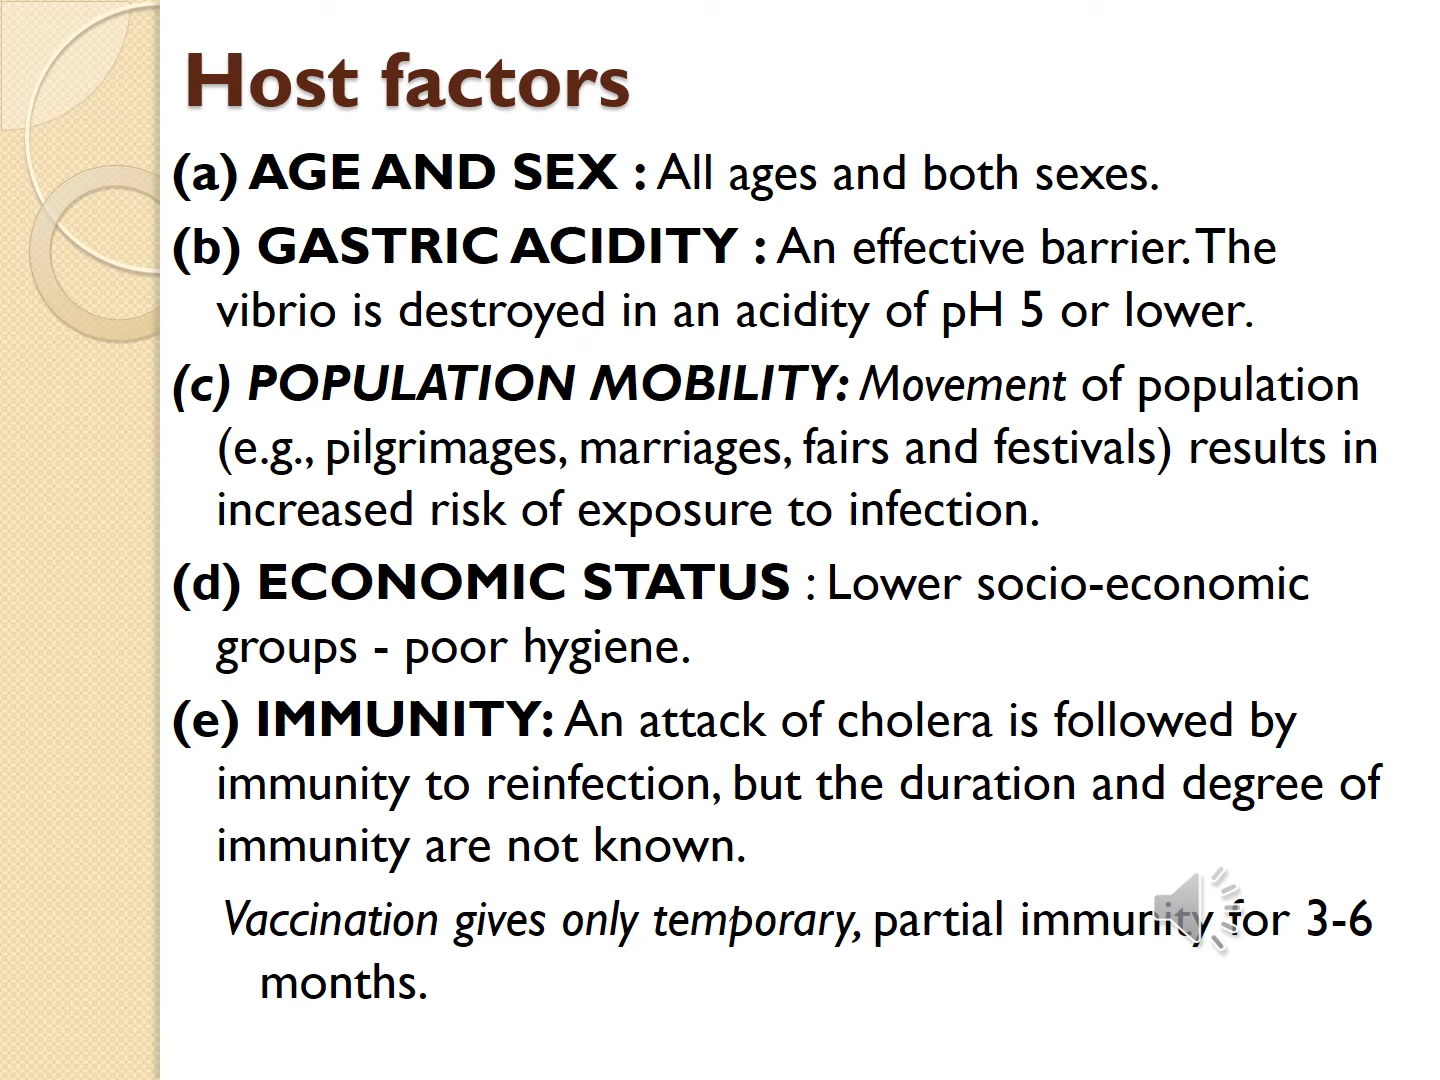 Host factors
(a) AGE AND SEX : All ages and both sexes.
(b) GASTRIC ACIDITY : An effective barrier. The
vibrio is destroyed in an acidity of pH 5 or lower.
(c) POPULATION MOBILITY: Movement of population
(e.g., pilgrimages, marriages, fairs and festivals) results in
increased risk of exposure to infection.
(d) ECONOMIC STATUS : Lower socio-economic
groups - poor hygiene.
(e) IMMUNITY: An attack of cholera is followed by
immunity to reinfection, but the duration and degree of
immunity are not known.
Vaccination gives only temporary, partial immunity for 3-6
months.